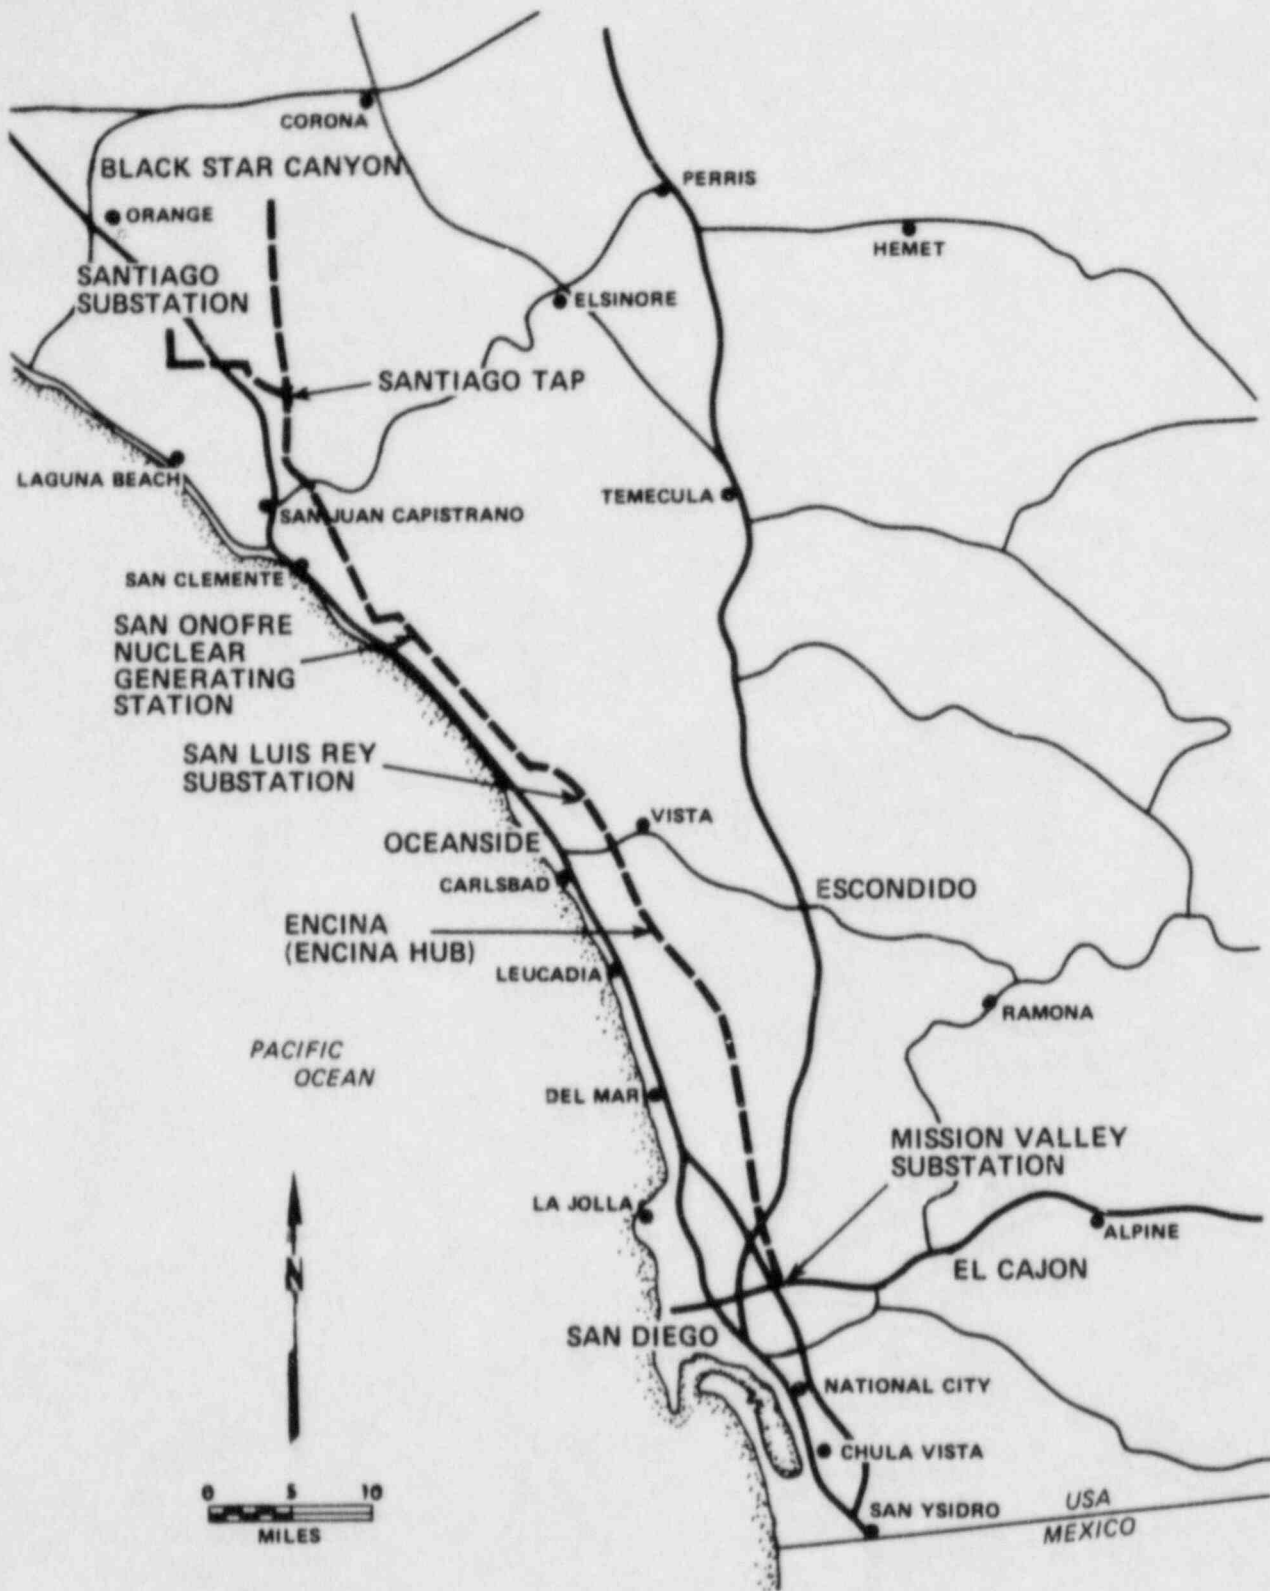 CORONA
BLACK STAR CANYON
PERRIS
ORANGE
HEMET
SANTIAGO
SUBSTATION
ELSINORE
SANTIAGO TAP
LAGUNA BEACH
TEMECULA
SAN JUAN CAPISTRANO
SAN CLEMENTE
SAN ONOFRE
NUCLEAR
GENERATING
STATION
SAN LUIS REY
SUBSTATION
VISTA
OCEANSIDE
CARLSBAD
ESCONDIDO
ENCINA
(ENCINA HUB)
LEUCADIA
RAMONA
PACIFIC
OCEAN
DEL MAR
MISSION VALLEY
SUBSTATION
LA JOLLA
ALPINE
N
EL CAJON
SAN DIEGO
NATIONAL CITY
CHULA VISTA
0 5 10
MILES
SAN YSIDRO
USA
MEXICO